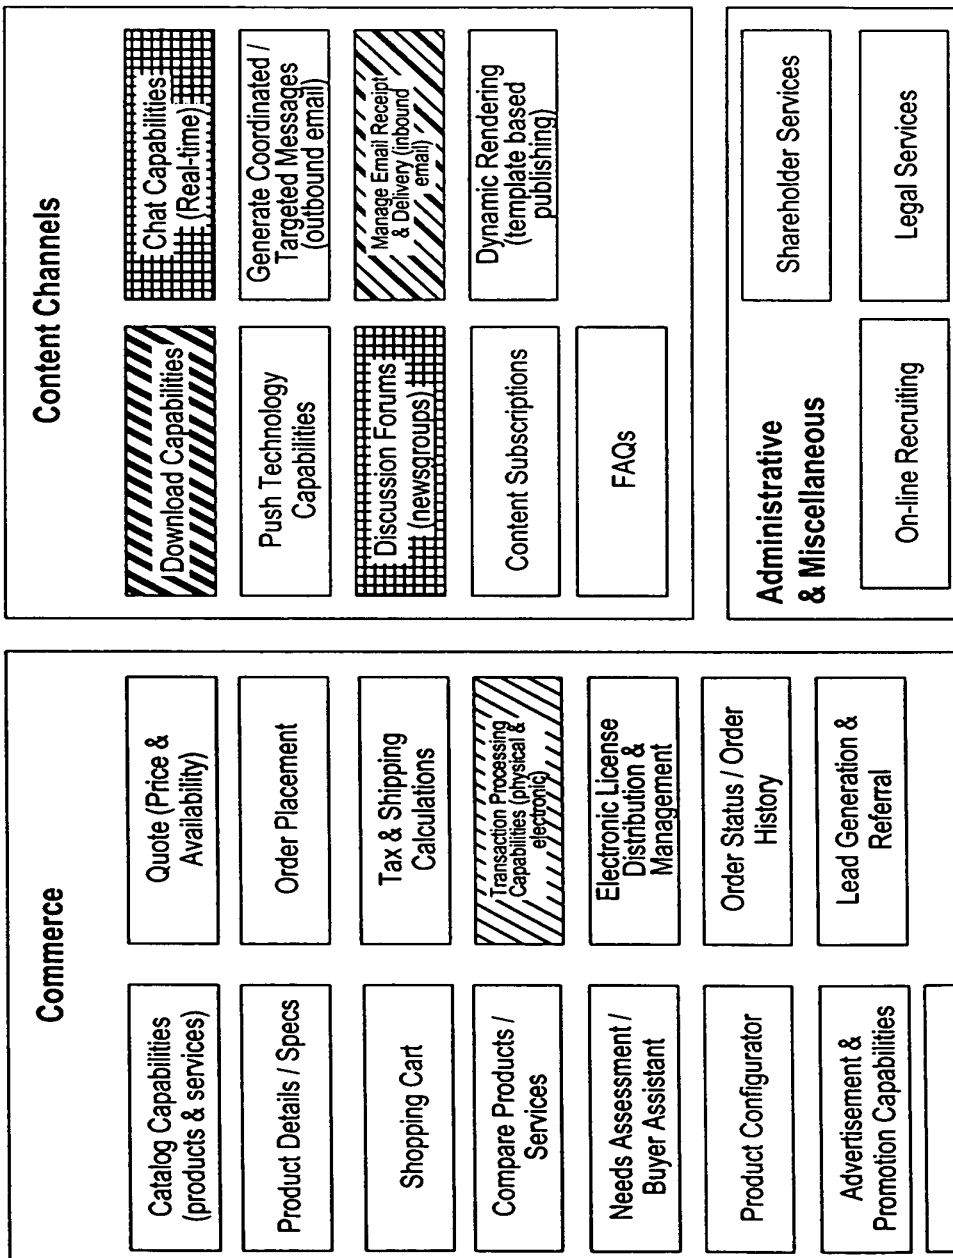 Commerce
Catalog Capabilities
(products & services)
Quote (Price &
Availability)
Product Details / Specs
Order Placement
Shopping Cart
Tax & Shipping
Calculations
Compare Products /
Services
Transaction Processing
Capabilities (physical &
electronic)
Needs Assessment /
Buyer Assistant
Electronic License
Distribution &
Management
Product Configurator
Order Status / Order
History
Advertisement &
Promotion Capabilities
Lead Generation &
Referral
Content Channels
Download Capabilities
Chat Capabilities
(Real-time)
Push Technology
Capabilities
Generate Coordinated /
Targeted Messages
(outbound email)
Discussion Forums
(newsgroups)
Manage Email Receipt
& Delivery (inbound
email)
Content Subscriptions
Dynamic Rendering
(template based
publishing)
FAQs
Administrative
& Miscellaneous
Shareholder Services
On-line Recruiting
Legal Services